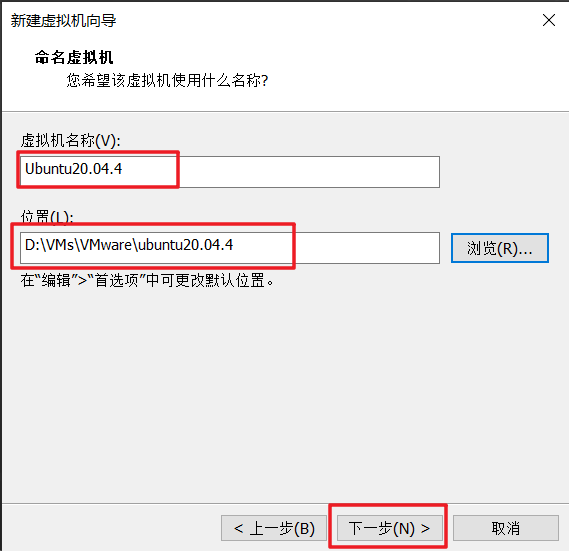 新建虚拟机向导
命名虚拟机
您希望该虚拟机使用什么名称?
虚拟机名称(V):
Ubuntu20.04.4
位置(L):
D:\VMs\VMware\ubuntu20.04.4
浏览(R)...
在“编辑”>“首选项”中可更改默认位置。
< 上一步(B)
下一步(N) >
取消